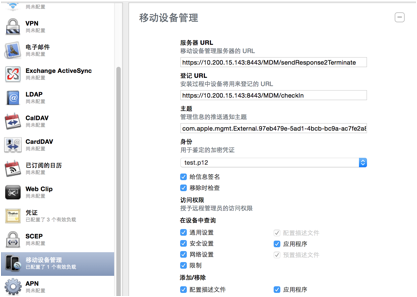 尚未配置
VPN
尚未配置
电子邮件
尚未配置
Exchange ActiveSync
尚未配置
LDAP
尚未配置
CalDAV
尚未配置
CardDAV
尚未配置
已订阅的日历
尚未配置
Web Clip
尚未配置
凭证
已配置了 3 个有效负载
SCEP
尚未配置
移动设备管理
已配置了 1 个有效负载
APN
尚未配置
移动设备管理
服务器 URL
移动设备管理服务器的 URL
https://10.200.15.143:8443/MDM/sendResponse2Terminate
登记 URL
安装过程中设备将用来登记的 URL
https://10.200.15.143:8443/MDM/checkIn
主题
管理信息的推送通知主题
com.apple.mgmt.External.97eb479e-5ad1-4bcb-bc9a-ac7fe2a8
身份
用于鉴定的加密凭证
test.p12
给信息签名
移除时检查
访问权限
授予远程管理员的访问权限
在设备中查询
通用设置
配置描述文件
安全设置
应用程序
网络设置
预置描述文件
限制
添加/移除
配置描述文件
应用程序